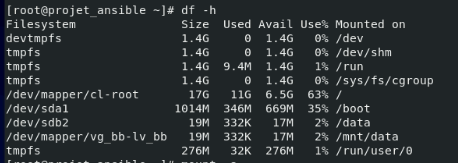 [root@projet_ansible ~]# df -h
Filesystem Size Used Avail Use% Mounted on
devtmpfs 1.4G 0 1.4G 0% /dev
tmpfs 1.4G 0 1.4G 0% /dev/shm
tmpfs 1.4G 9.4M 1.4G 1% /run
tmpfs 1.4G 0 1.4G 0% /sys/fs/cgroup
/dev/mapper/cl-root 17G 11G 6.5G 63% /
/dev/sda1 1014M 346M 669M 35% /boot
/dev/sdb2 19M 332K 17M 2% /data
/dev/mapper/vg_bb-lv_bb 19M 332K 17M 2% /mnt/data
tmpfs 276M 32K 276M 1% /run/user/0
[root@projet_ansible ~]# mount